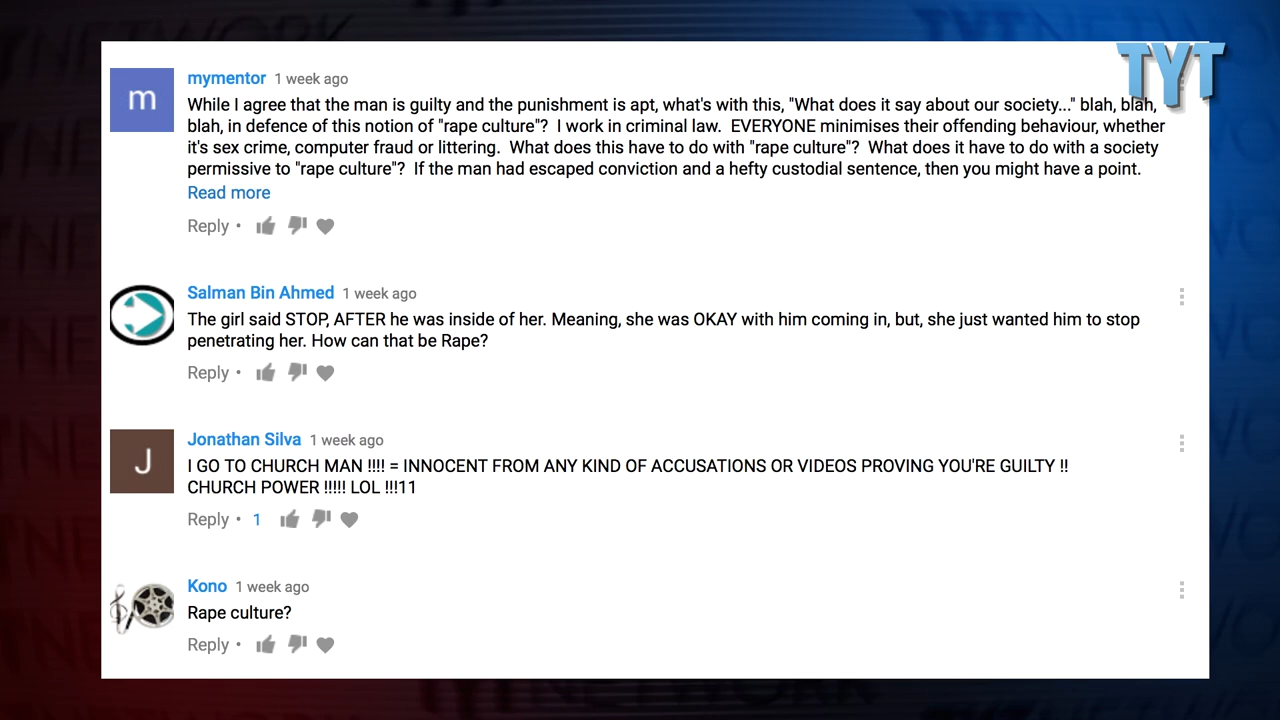 TYT
m
mymentor 1 week ago
While I agree that the man is guilty and the punishment is apt, what's with this, "What does it say about our society..." blah, blah,
blah, in defence of this notion of "rape culture"? I work in criminal law. EVERYONE minimises their offending behaviour, whether
it's sex crime, computer fraud or littering. What does this have to do with "rape culture"? What does it have to do with a society
permissive to "rape culture"? If the man had escaped conviction and a hefty custodial sentence, then you might have a point.
Read more
Reply •
Salman Bin Ahmed 1 week ago
The girl said STOP, AFTER he was inside of her. Meaning, she was OKAY with him coming in, but, she just wanted him to stop
penetrating her. How can that be Rape?
Reply •
J
Jonathan Silva 1 week ago
I GO TO CHURCH MAN !!!! = INNOCENT FROM ANY KIND OF ACCUSATIONS OR VIDEOS PROVING YOU'RE GUILTY !!
CHURCH POWER !!!!! LOL !!!11
Reply • 1
Kono 1 week ago
Rape culture?
Reply •
TYT NETWORK